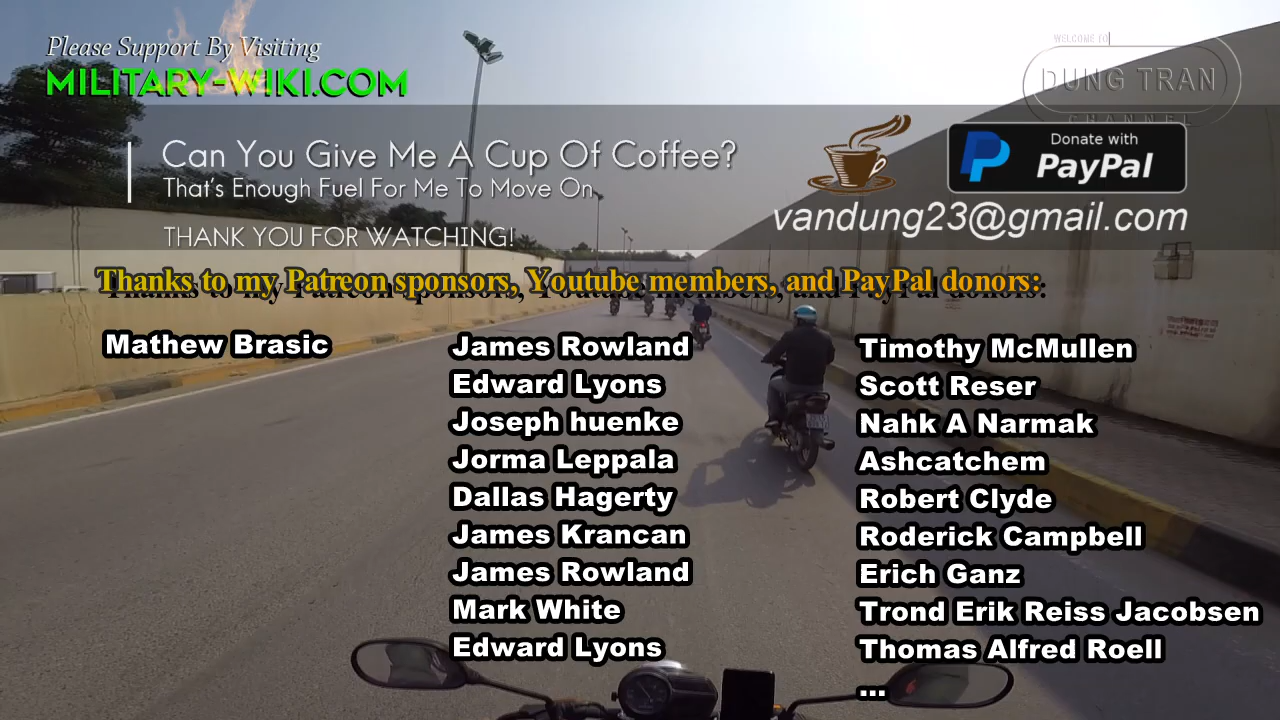 Please Support By Visiting
MILITARY-WIKI.COM
WELCOME TO
DUNG TRAN
CHANNEL
Can You Give Me A Cup Of Coffee?
That's Enough Fuel For Me To Move On.
THANK YOU FOR WATCHING!
Donate with
PayPal
vandung23@gmail.com
Thanks to my Patreon sponsors, Youtube members, and PayPal donors:
Mathew Brasic
James Rowland
Edward Lyons
Joseph huenke
Jorma Leppala
Dallas Hagerty
James Krancan
James Rowland
Mark White
Edward Lyons
Timothy McMullen
Scott Reser
Nahk A Narmak
Ashcatchem
Robert Clyde
Roderick Campbell
Erich Ganz
Trond Erik Reiss Jacobsen
Thomas Alfred Roell
...